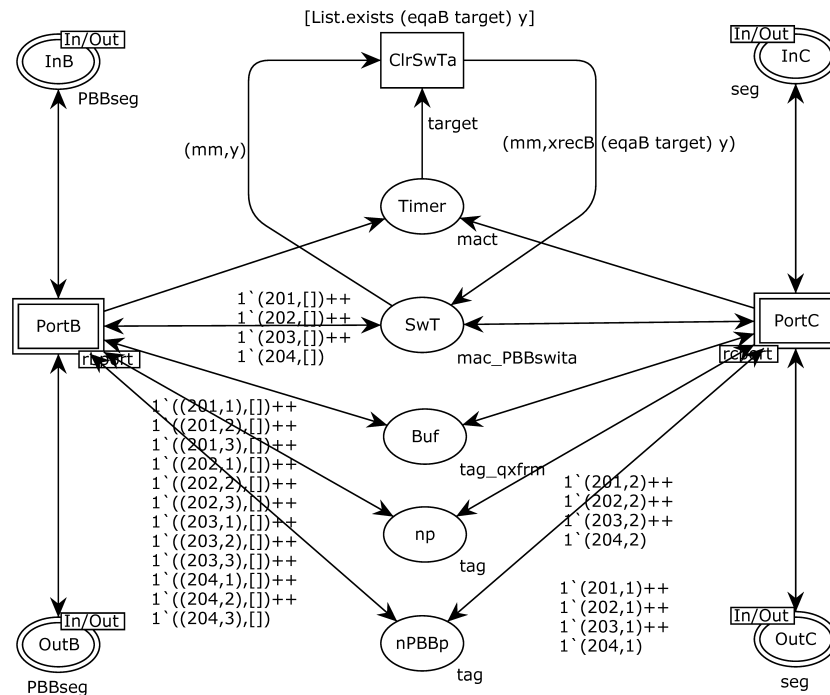 [List.exists (eqaB target) y]
In/Out
InB
PBBseg
ClrSwTa
In/Out
InC
seg
target
(mm,y)
(mm,xrecB (eqaB target) y)
Timer
mact
1`(201,[])++
1`(202,[])++
1`(203,[])++
1`(204,[])
PortB
SwT
PortC
mac_PBBswita
1`((201,1),[])++
1`((201,2),[])++
1`((201,3),[])++
1`((202,1),[])++
1`((202,2),[])++
1`((202,3),[])++
1`((203,1),[])++
1`((203,2),[])++
1`((203,3),[])++
1`((204,1),[])++
1`((204,2),[])++
1`((204,3),[])
Buf
tag_qxfrm
1`(201,2)++
1`(202,2)++
1`(203,2)++
1`(204,2)
np
tag
1`(201,1)++
1`(202,1)++
1`(203,1)++
1`(204,1)
In/Out
OutB
PBBseg
nPBBp
tag
In/Out
OutC
seg